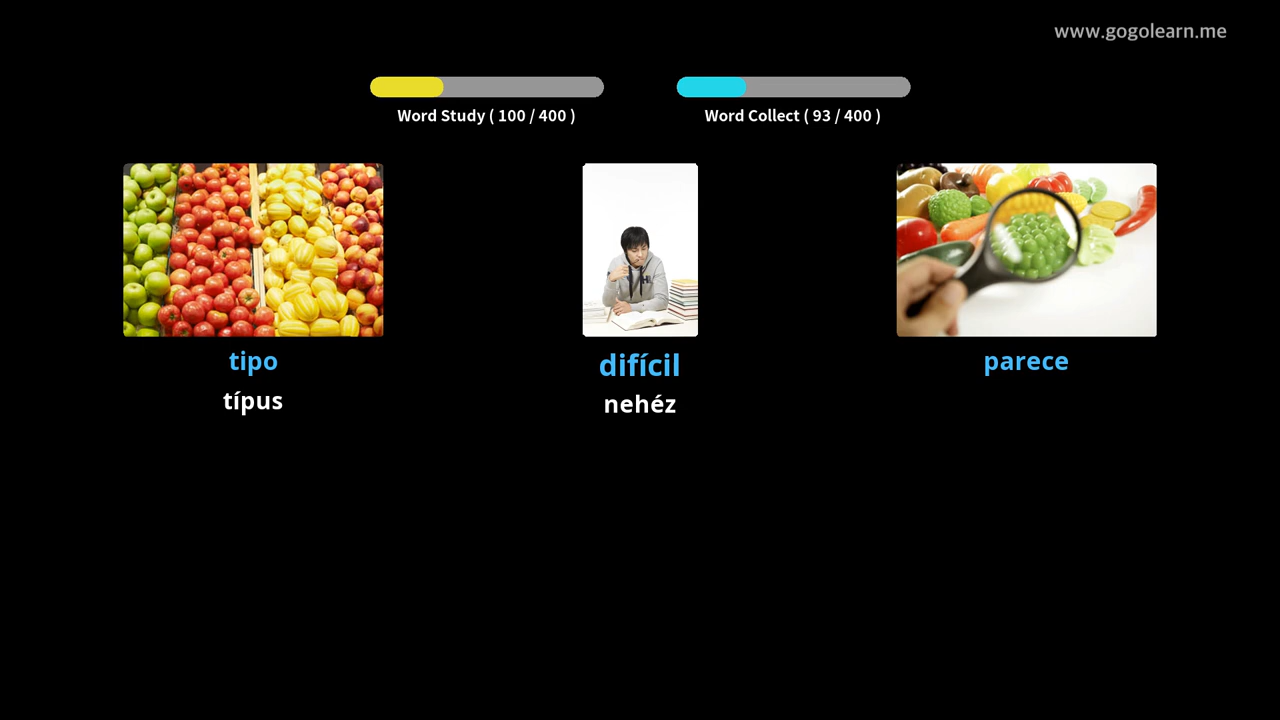 www.gogolearn.me
Word Study ( 100 / 400 )
Word Collect ( 93 / 400 )
tipo
típus
difícil
nehéz
parece